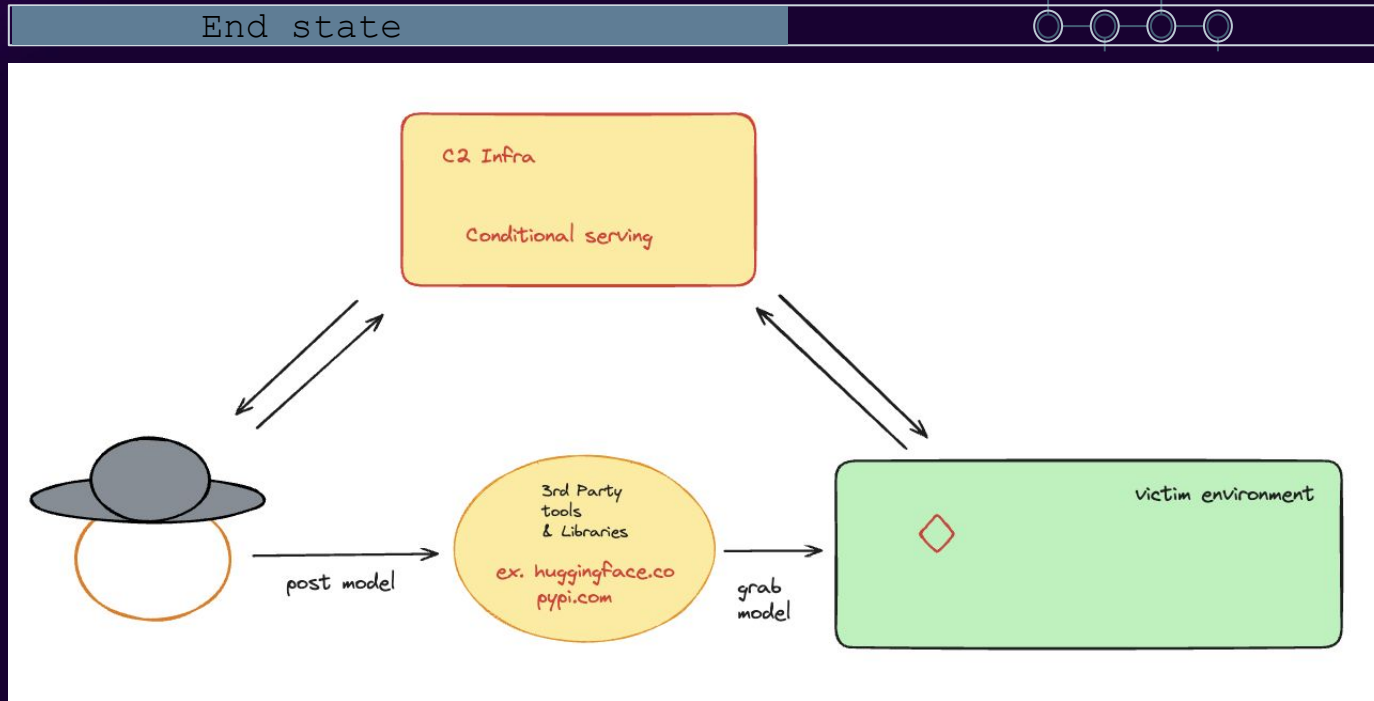 End state
C2 Infra
Conditional serving
3rd Party
tools
& Libraries
ex. huggingface.co
pypi.com
post model
grab
model
victim environment